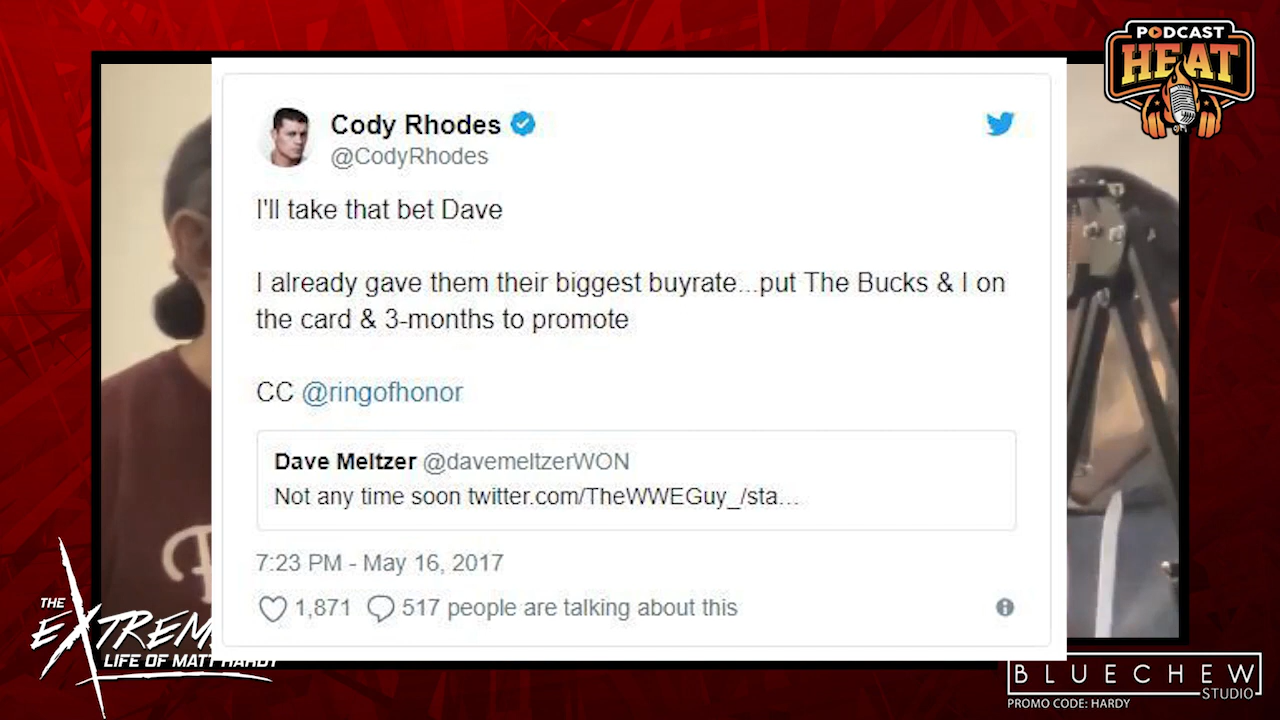 PODCAST
HEAT
Cody Rhodes
@CodyRhodes
I'll take that bet Dave
I already gave them their biggest buyrate...put The Bucks & I on
the card & 3-months to promote
CC @ringofhonor
Dave Meltzer @davemeltzerWON
Not any time soon twitter.com/TheWWEGuy_/sta...
7:23 PM - May 16, 2017
1,871 517 people are talking about this
THE
EXTREM
LIFE OF MATT HARDY
BLUECHEW
STUDIO
PROMO CODE: HARDY